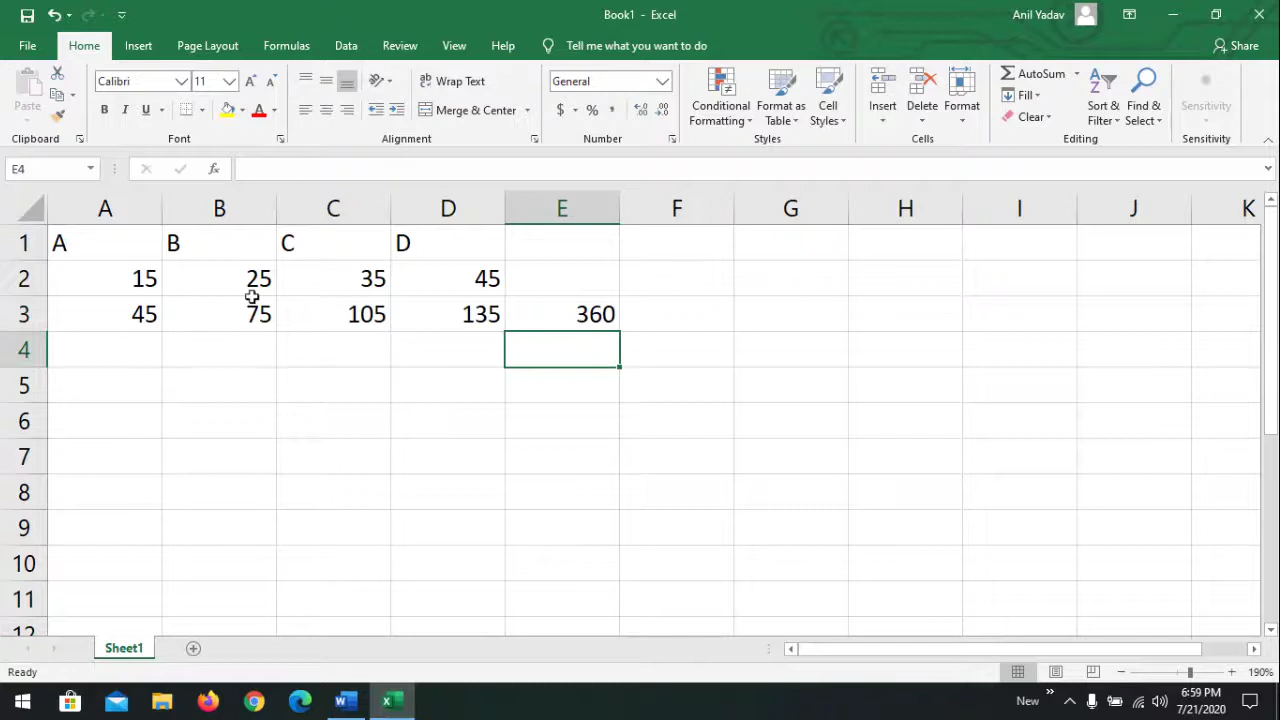 Book1 - Excel
Anil Yadav
File Home Insert Page Layout Formulas Data Review View Help Tell me what you want to do Share
Paste
Calibri 11
B I U A
Wrap Text
Merge & Center
General
$ % ,
Conditional Formatting
Format as Table
Cell Styles
Insert
Delete
Format
AutoSum
Fill
Clear
Sort & Filter
Find & Select
Sensitivity
Clipboard Font Alignment Number Styles Cells Editing Sensitivity
E4 fx
A B C D E F G H I J K
1 A B C D
2 15 25 35 45
3 45 75 105 135 360
4
5
6
7
8
9
10
11
12
Sheet1
Ready 190%
New
6:59 PM
7/21/2020